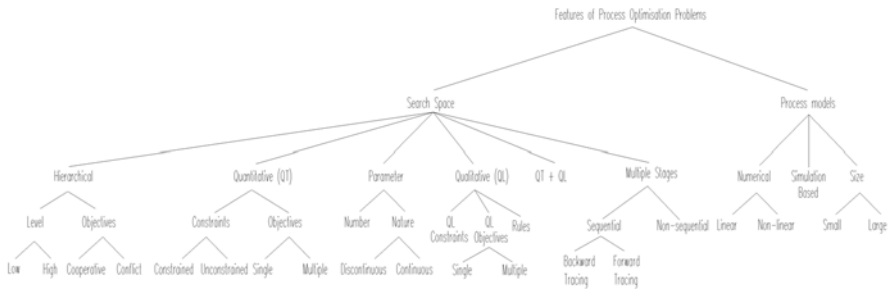 Features of Process Optimisation Problems
Search Space
Process models
Hierarchical
Quantitative (QT)
Parameter
Qualitative (QL)
QT + QL
Multiple Stages
Numerical
Simulation
Based
Size
Level
Objectives
Constraints
Objectives
Number
Nature
QL
Constraints
QL
Objectives
Rules
Sequential
Non-sequential
Linear
Non-linear
Small
Large
Low
High
Cooperative
Conflict
Constrained
Unconstrained
Single
Multiple
Discontinuous
Continuous
Single
Multiple
Backward
Tracing
Forward
Tracing